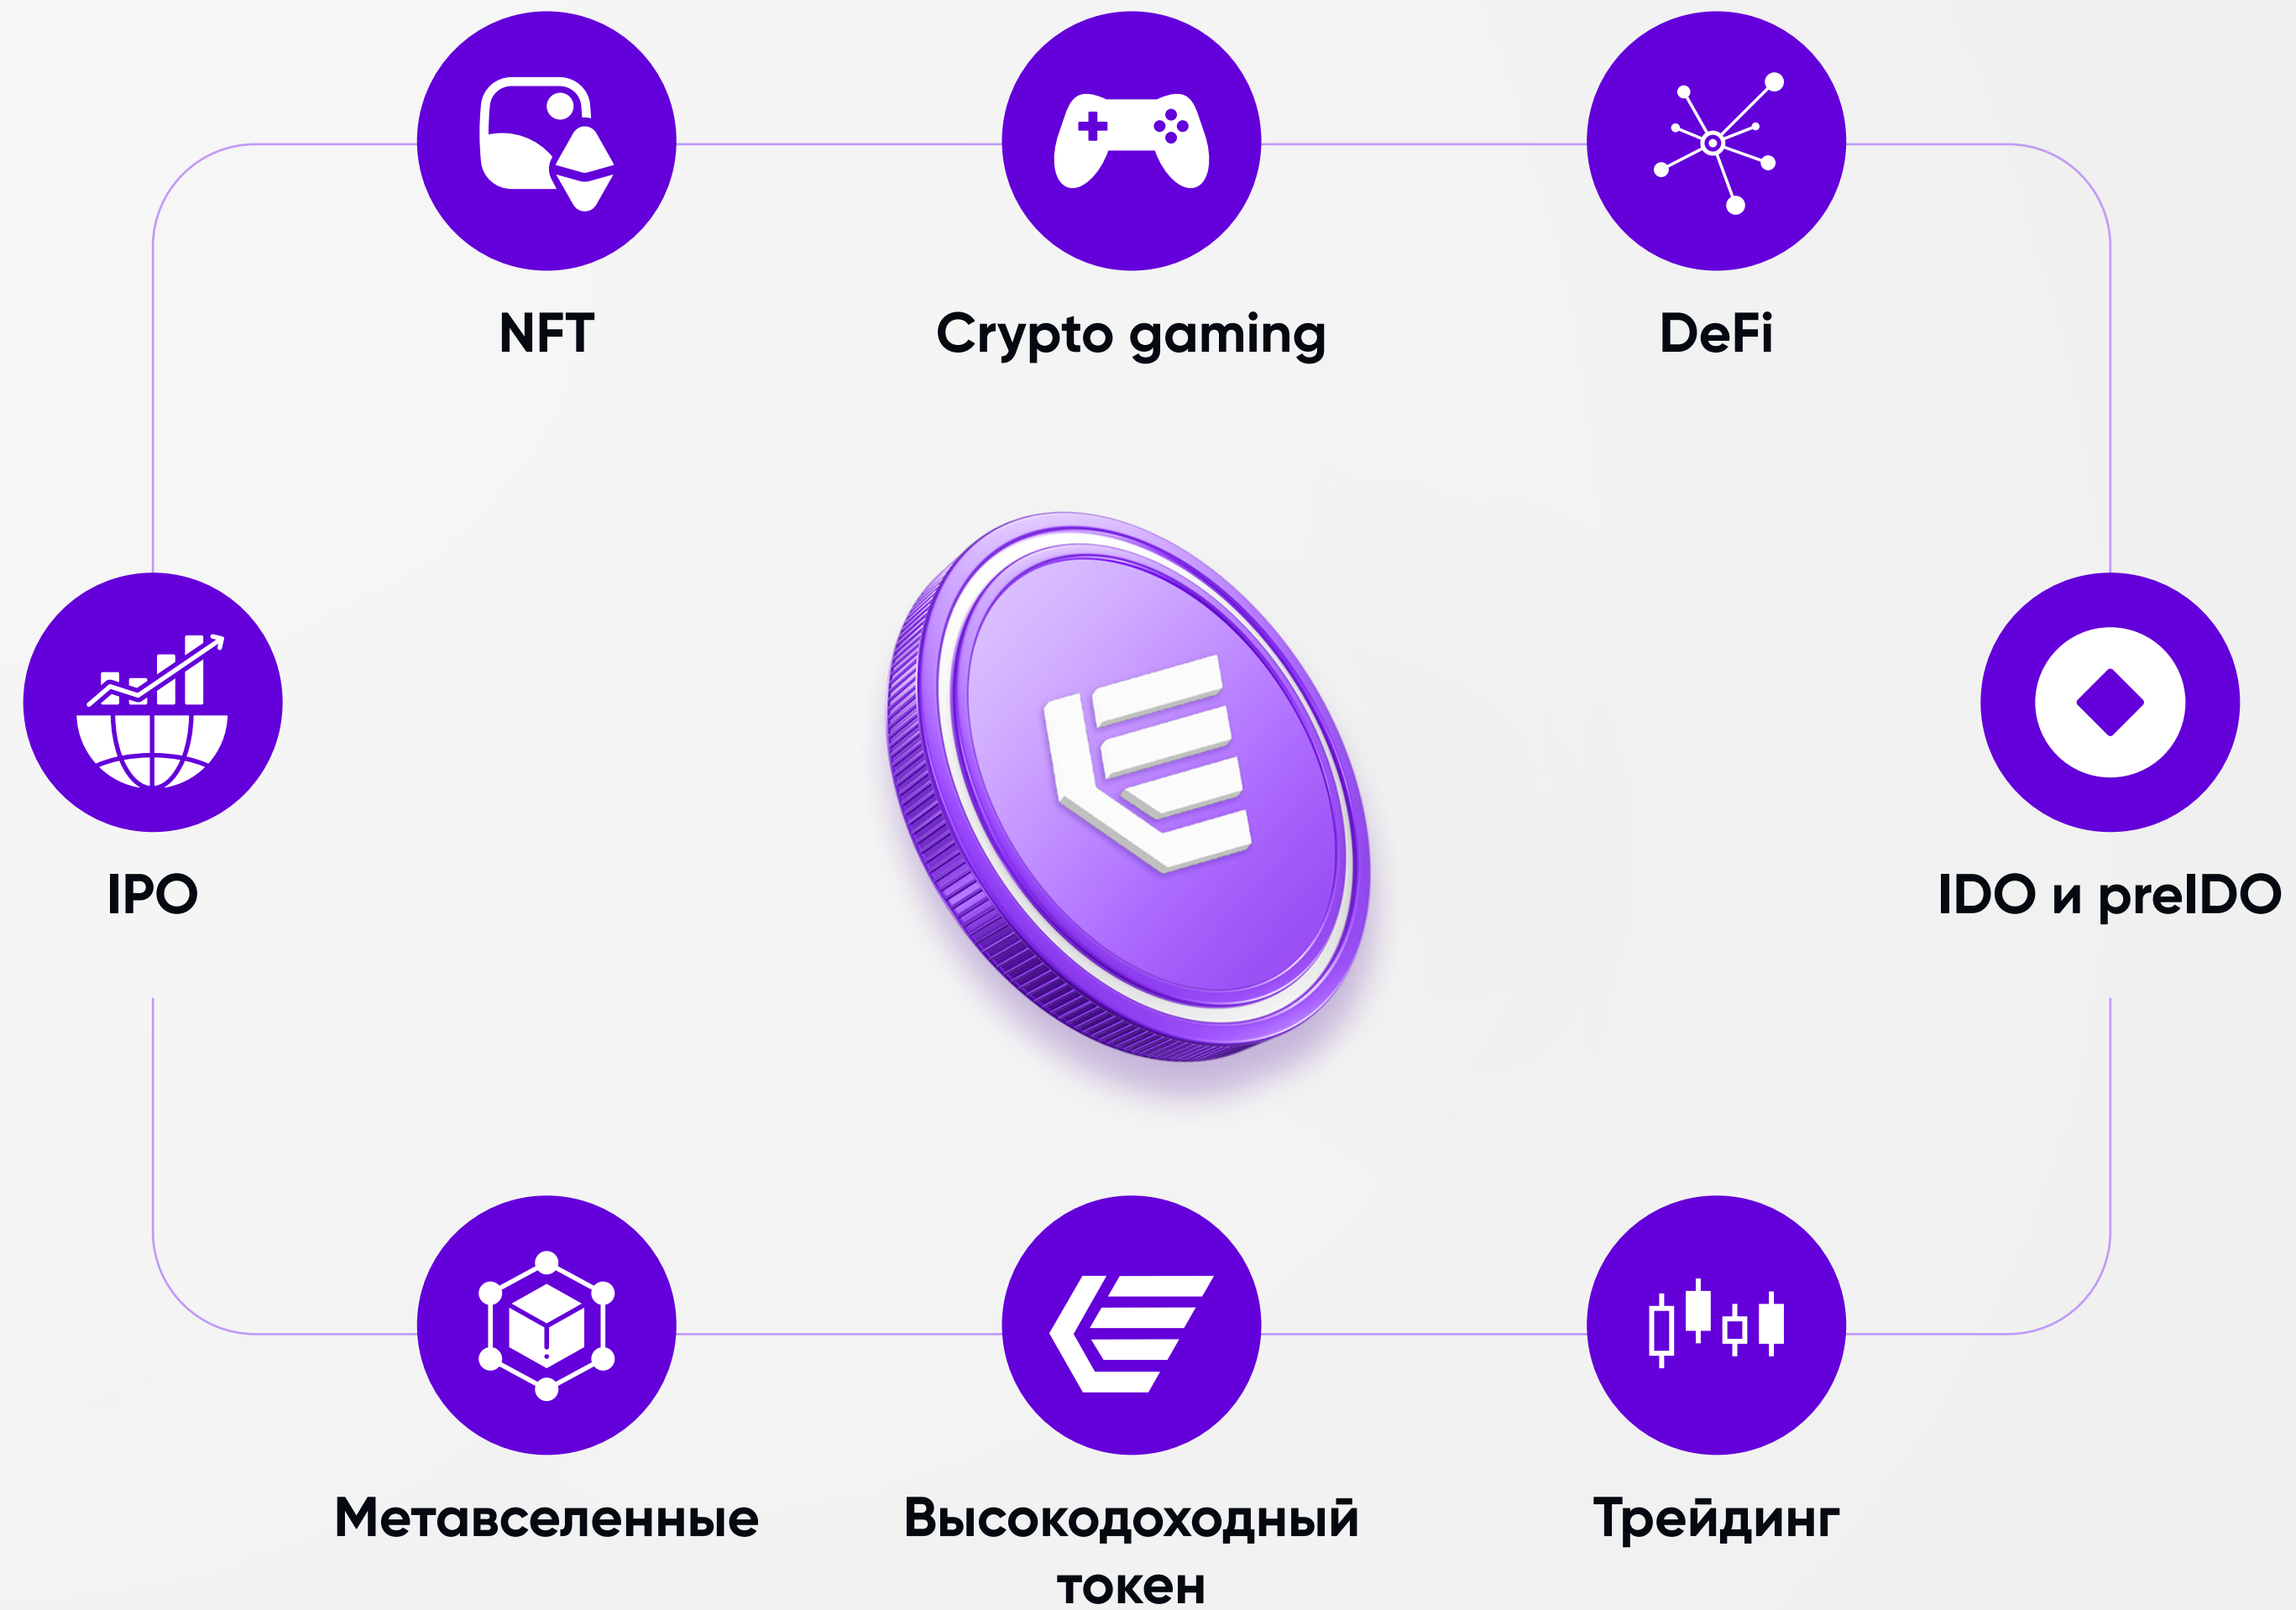 NFT
Crypto gaming
DeFi
IPO
IDO и preIDO
Метавселенные
Высокодоходный
токен
Трейдинг